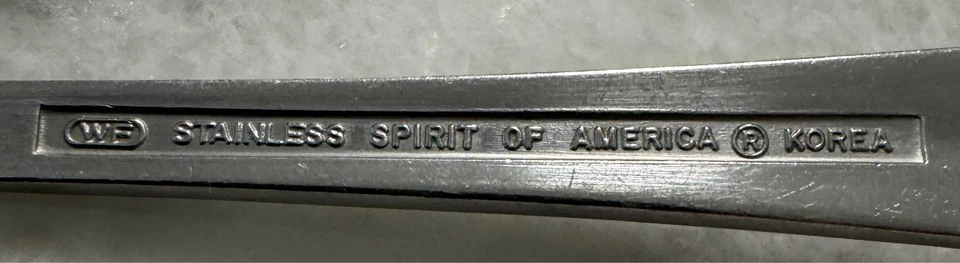 WF STAINLESS SPIRIT OF AMERICA ® KOREA